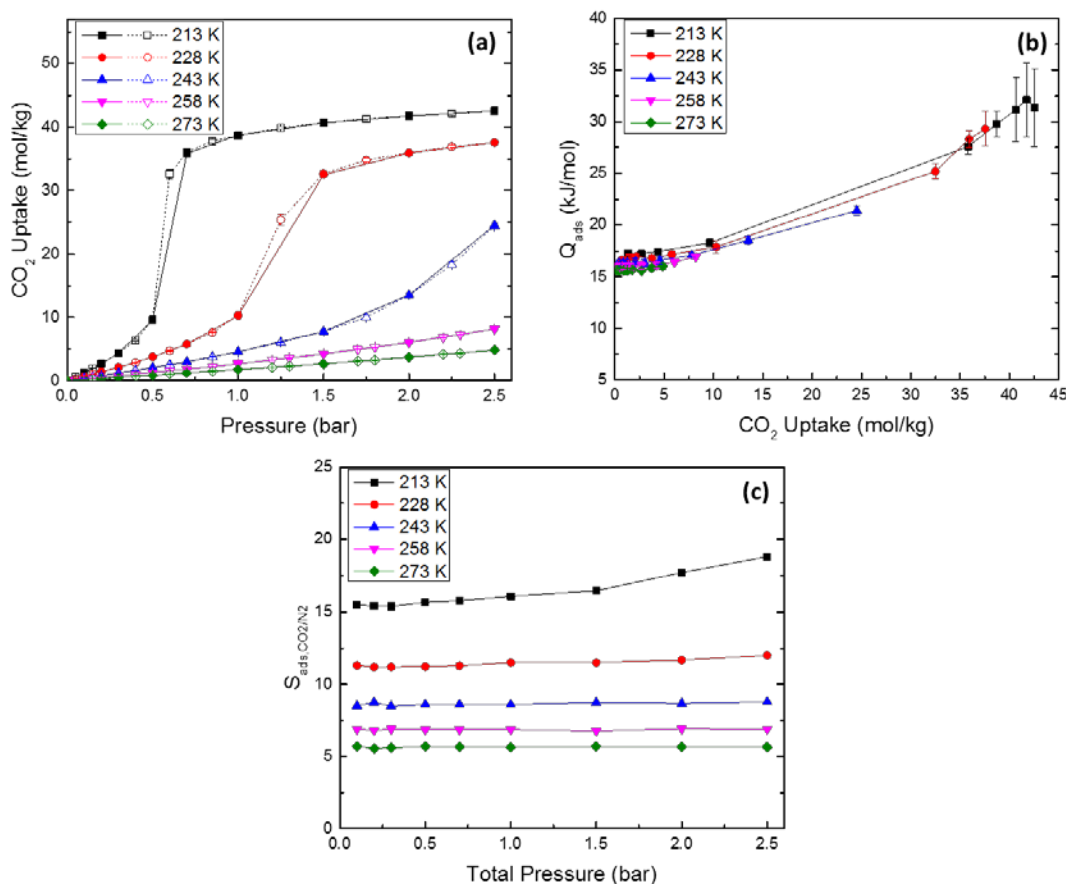 (a)
213 K
228 K
243 K
258 K
273 K
CO2 Uptake (mol/kg)
50
40
30
20
10
0
0.0 0.5 1.0 1.5 2.0 2.5
Pressure (bar)
(b)
213 K
228 K
243 K
258 K
273 K
Qads (kJ/mol)
40
35
30
25
20
15
10
5
0 5 10 15 20 25 30 35 40 45
CO2 Uptake (mol/kg)
(c)
213 K
228 K
243 K
258 K
273 K
Sads,CO2/N2
25
20
15
10
5
0
0.0 0.5 1.0 1.5 2.0 2.5
Total Pressure (bar)